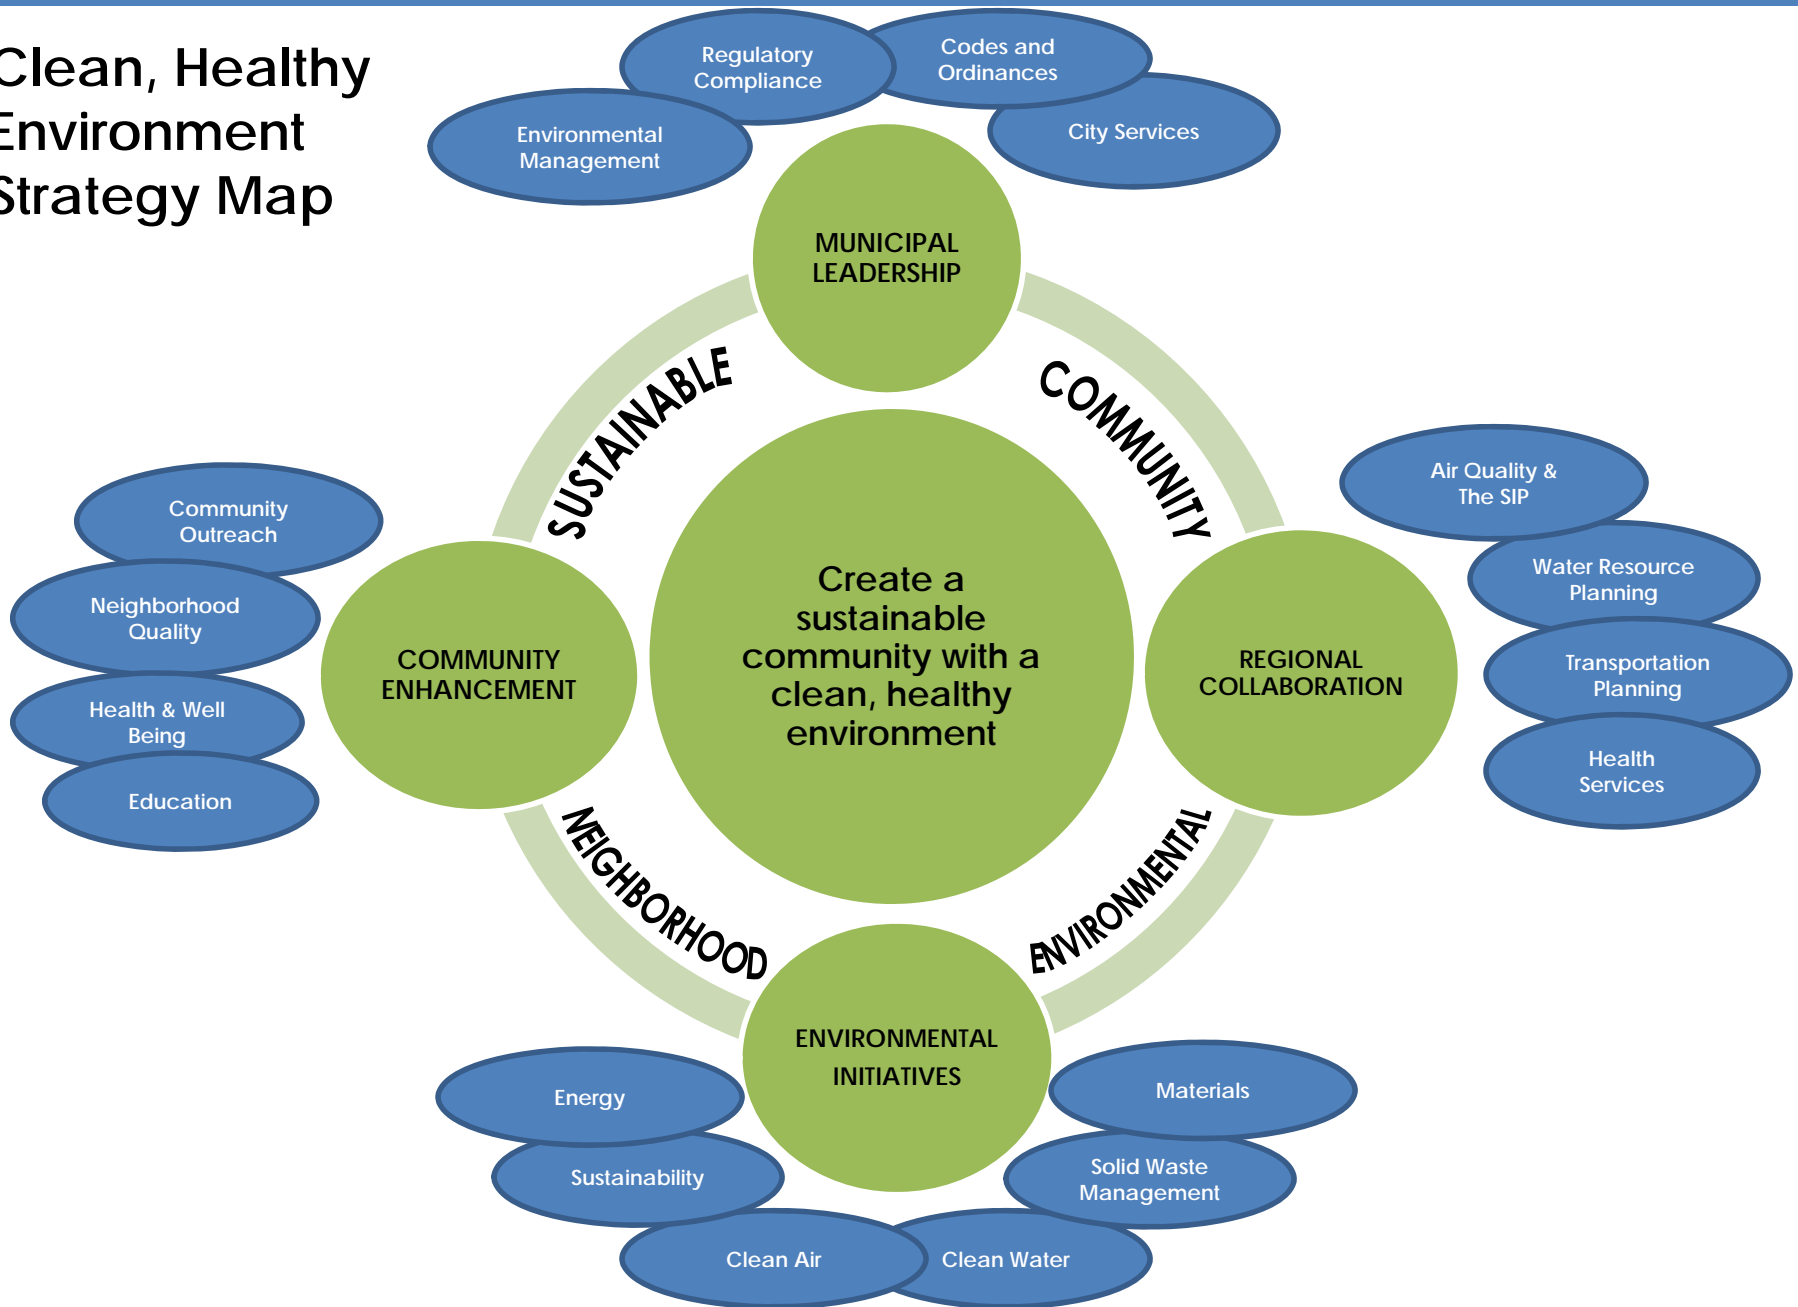 Clean, Healthy
Environment
Strategy Map
Regulatory
Compliance
Codes and
Ordinances
Environmental
Management
City Services
MUNICIPAL
LEADERSHIP
SUSTAINABLE
COMMUNITY
Community
Outreach
Neighborhood
Quality
Health & Well
Being
Education
COMMUNITY
ENHANCEMENT
Create a
sustainable
community with a
clean, healthy
environment
REGIONAL
COLLABORATION
Air Quality &
The SIP
Water Resource
Planning
Transportation
Planning
Health
Services
NEIGHBORHOOD
ENVIRONMENTAL
ENVIRONMENTAL
INITIATIVES
Energy
Sustainability
Clean Air
Clean Water
Solid Waste
Management
Materials